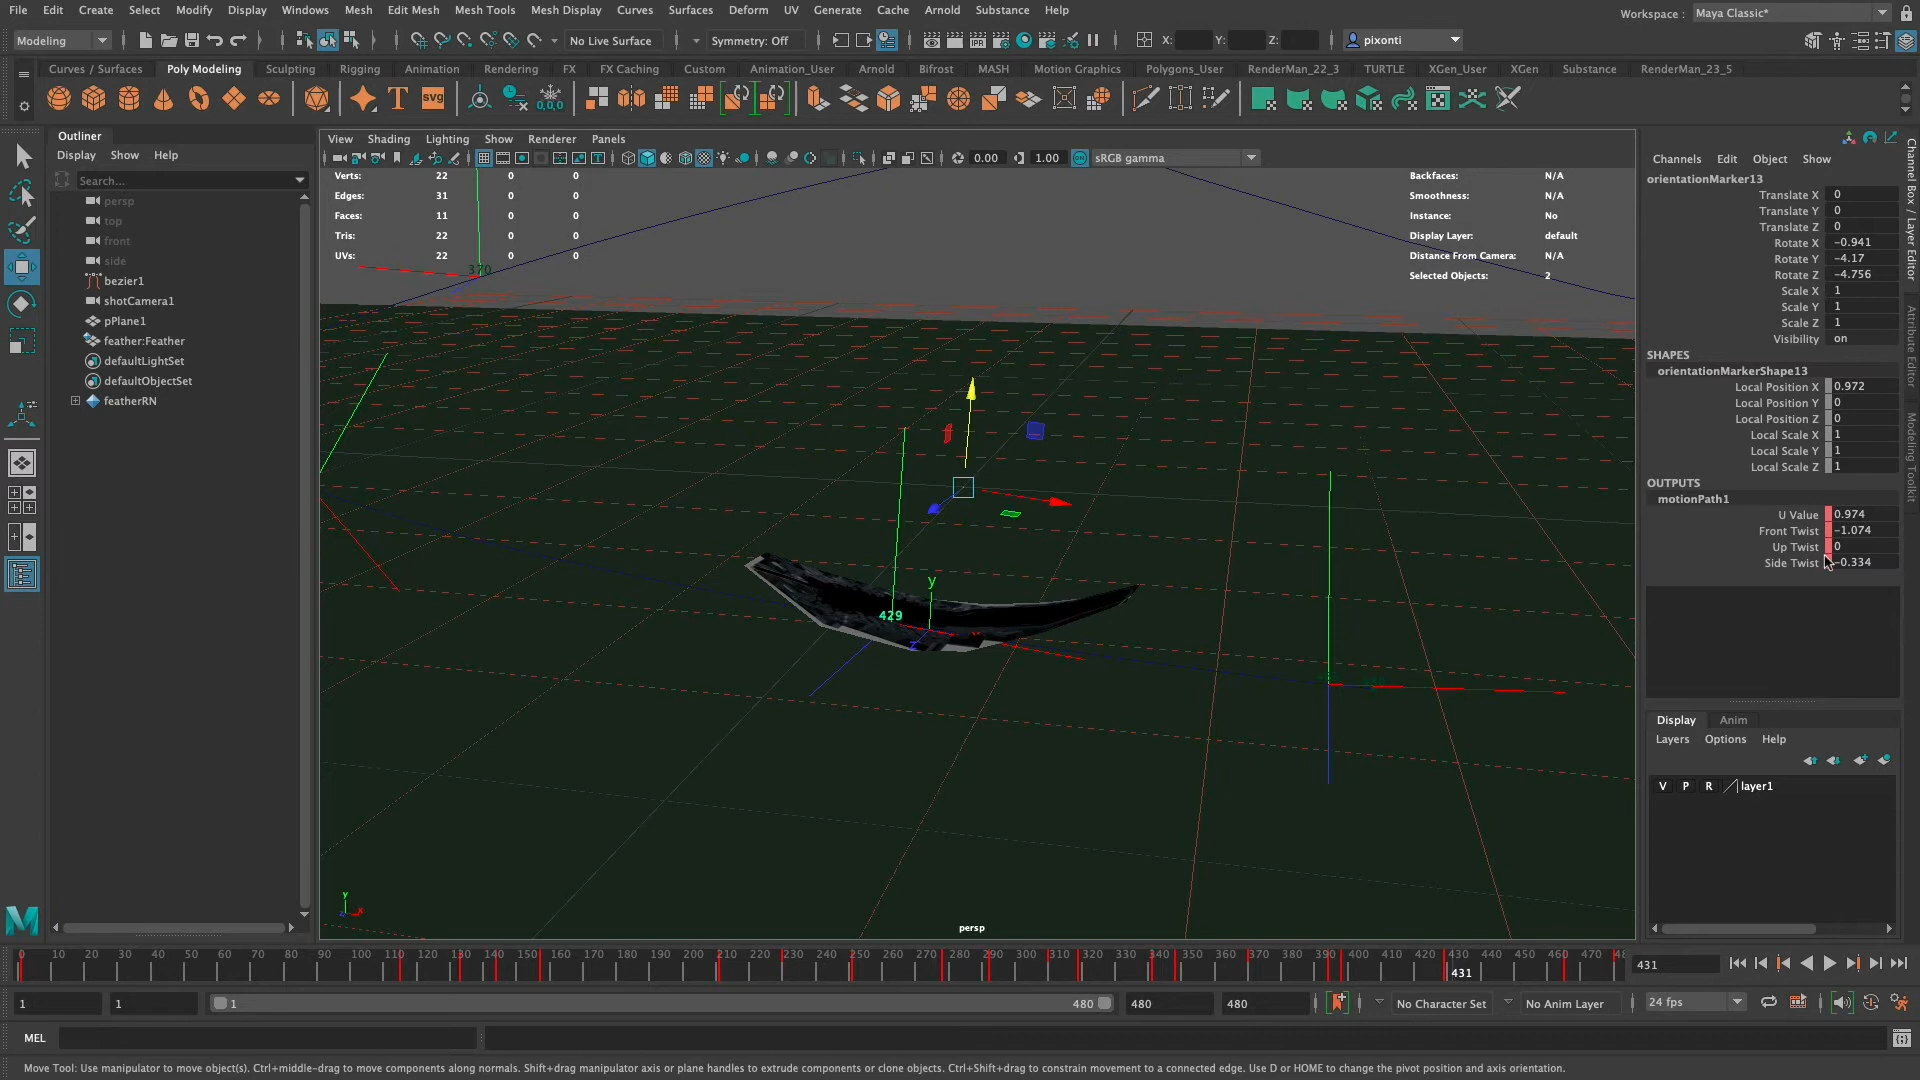 File Edit Create Select Modify Display Windows Mesh Edit Mesh Mesh Tools Mesh Display Curves Surfaces Deform UV Generate Cache Arnold Substance Help
Workspace : Maya Classic*
Modeling
No Live Surface
Symmetry: Off
X: Y: Z:
pixonti
Curves / Surfaces Poly Modeling Sculpting Rigging Animation Rendering FX FX Caching Custom Animation_User Arnold Bifrost MASH Motion Graphics Polygons_User RenderMan_22_3 TURTLE XGen_User XGen Substance RenderMan_23_5
SVG
0,0,0
Outliner
Display Show Help
Search...
persp
top
front
side
bezier1
shotCamera1
pPlane1
feather:Feather
defaultLightSet
defaultObjectSet
featherRN
View Shading Lighting Show Renderer Panels
0.00 1.00 sRGB gamma
Verts: 22 0 0
Edges: 31 0 0
Faces: 11 0 0
Tris: 22 0 0
UVs: 22 0 0
Backfaces: N/A
Smoothness: N/A
Instance: No
Display Layer: default
Distance From Camera: N/A
Selected Objects: 2
370
y
429
x
z
y
persp
Channels Edit Object Show
orientationMarker13
Translate X 0
Translate Y 0
Translate Z 0
Rotate X -0.941
Rotate Y -4.17
Rotate Z -4.756
Scale X 1
Scale Y 1
Scale Z 1
Visibility on
SHAPES
orientationMarkerShape13
Local Position X 0.972
Local Position Y 0
Local Position Z 0
Local Scale X 1
Local Scale Y 1
Local Scale Z 1
OUTPUTS
motionPath1
U Value 0.974
Front Twist -1.074
Up Twist 0
Side Twist -0.334
Channel Box / Layer Editor
Attribute Editor
Modeling Toolkit
Display Anim
Layers Options Help
V P R layer1
0 10 20 30 40 50 60 70 80 90 100 110 120 130 140 150 160 170 180 190 200 210 220 230 240 250 260 270 280 290 300 310 320 330 340 350 360 370 380 390 400 410 420 430 440 450 460 470
431
431
1 1 1 480 480 480
No Character Set
No Anim Layer
24 fps
MEL
Move Tool: Use manipulator to move object(s). Ctrl+middle-drag to move components along normals. Shift+drag manipulator axis or plane handles to extrude components or clone objects. Ctrl+Shift+drag to constrain movement to a connected edge. Use D or HOME to change the pivot position and axis orientation.